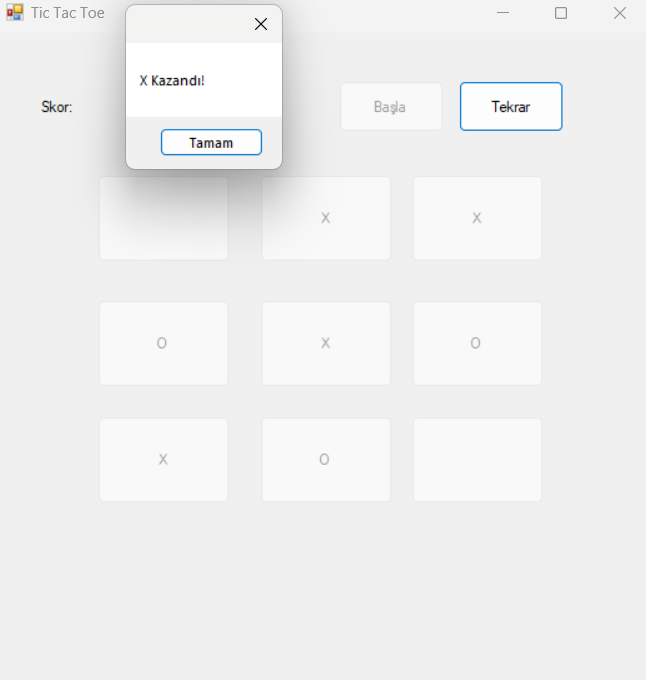 Tic Tac Toe
X Kazandı!
Tamam
Skor:
Başla
Tekrar
X X
O X O
X O